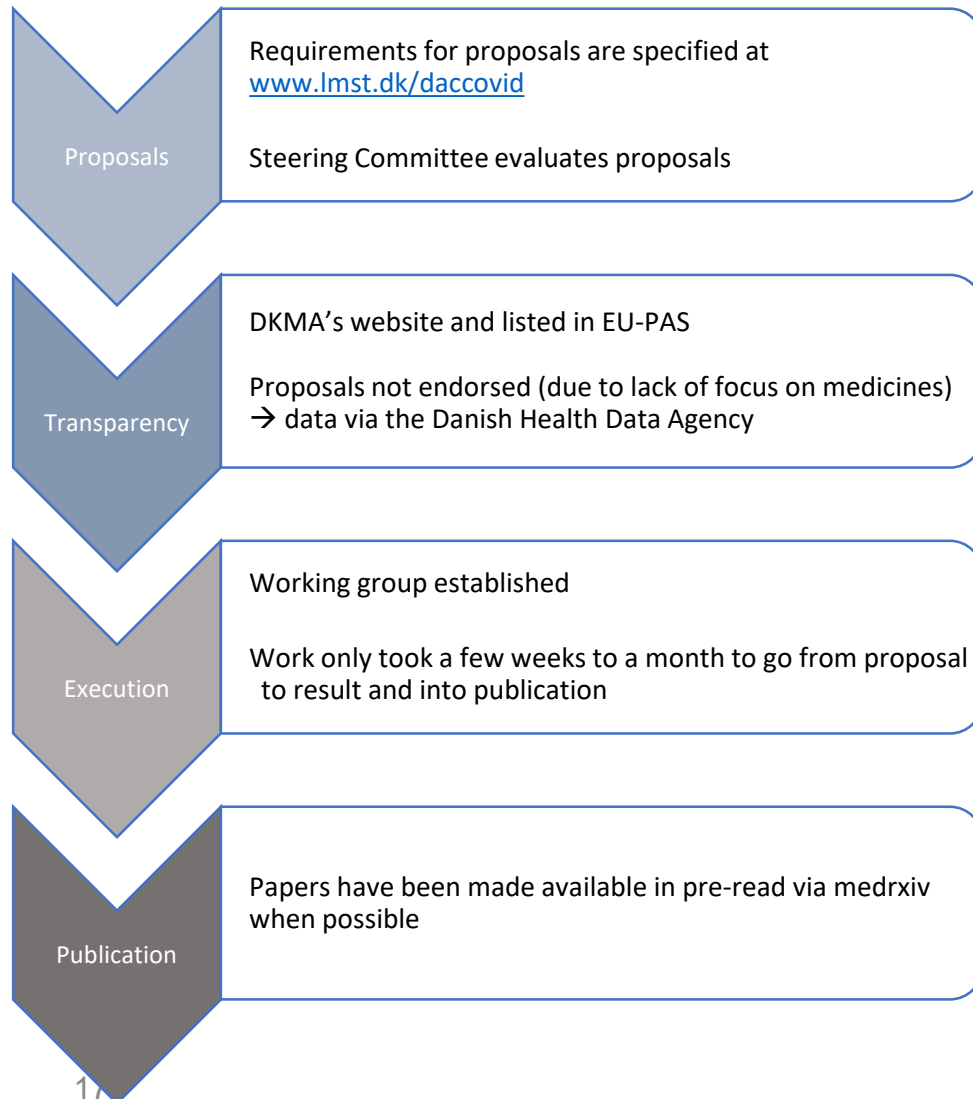 Proposals
Requirements for proposals are specified at
www.lmst.dk/daccovid
Steering Committee evaluates proposals
Transparency
DKMA’s website and listed in EU-PAS
Proposals not endorsed (due to lack of focus on medicines)
→ data via the Danish Health Data Agency
Execution
Working group established
Work only took a few weeks to a month to go from proposal
to result and into publication
Publication
Papers have been made available in pre-read via medrxiv
when possible